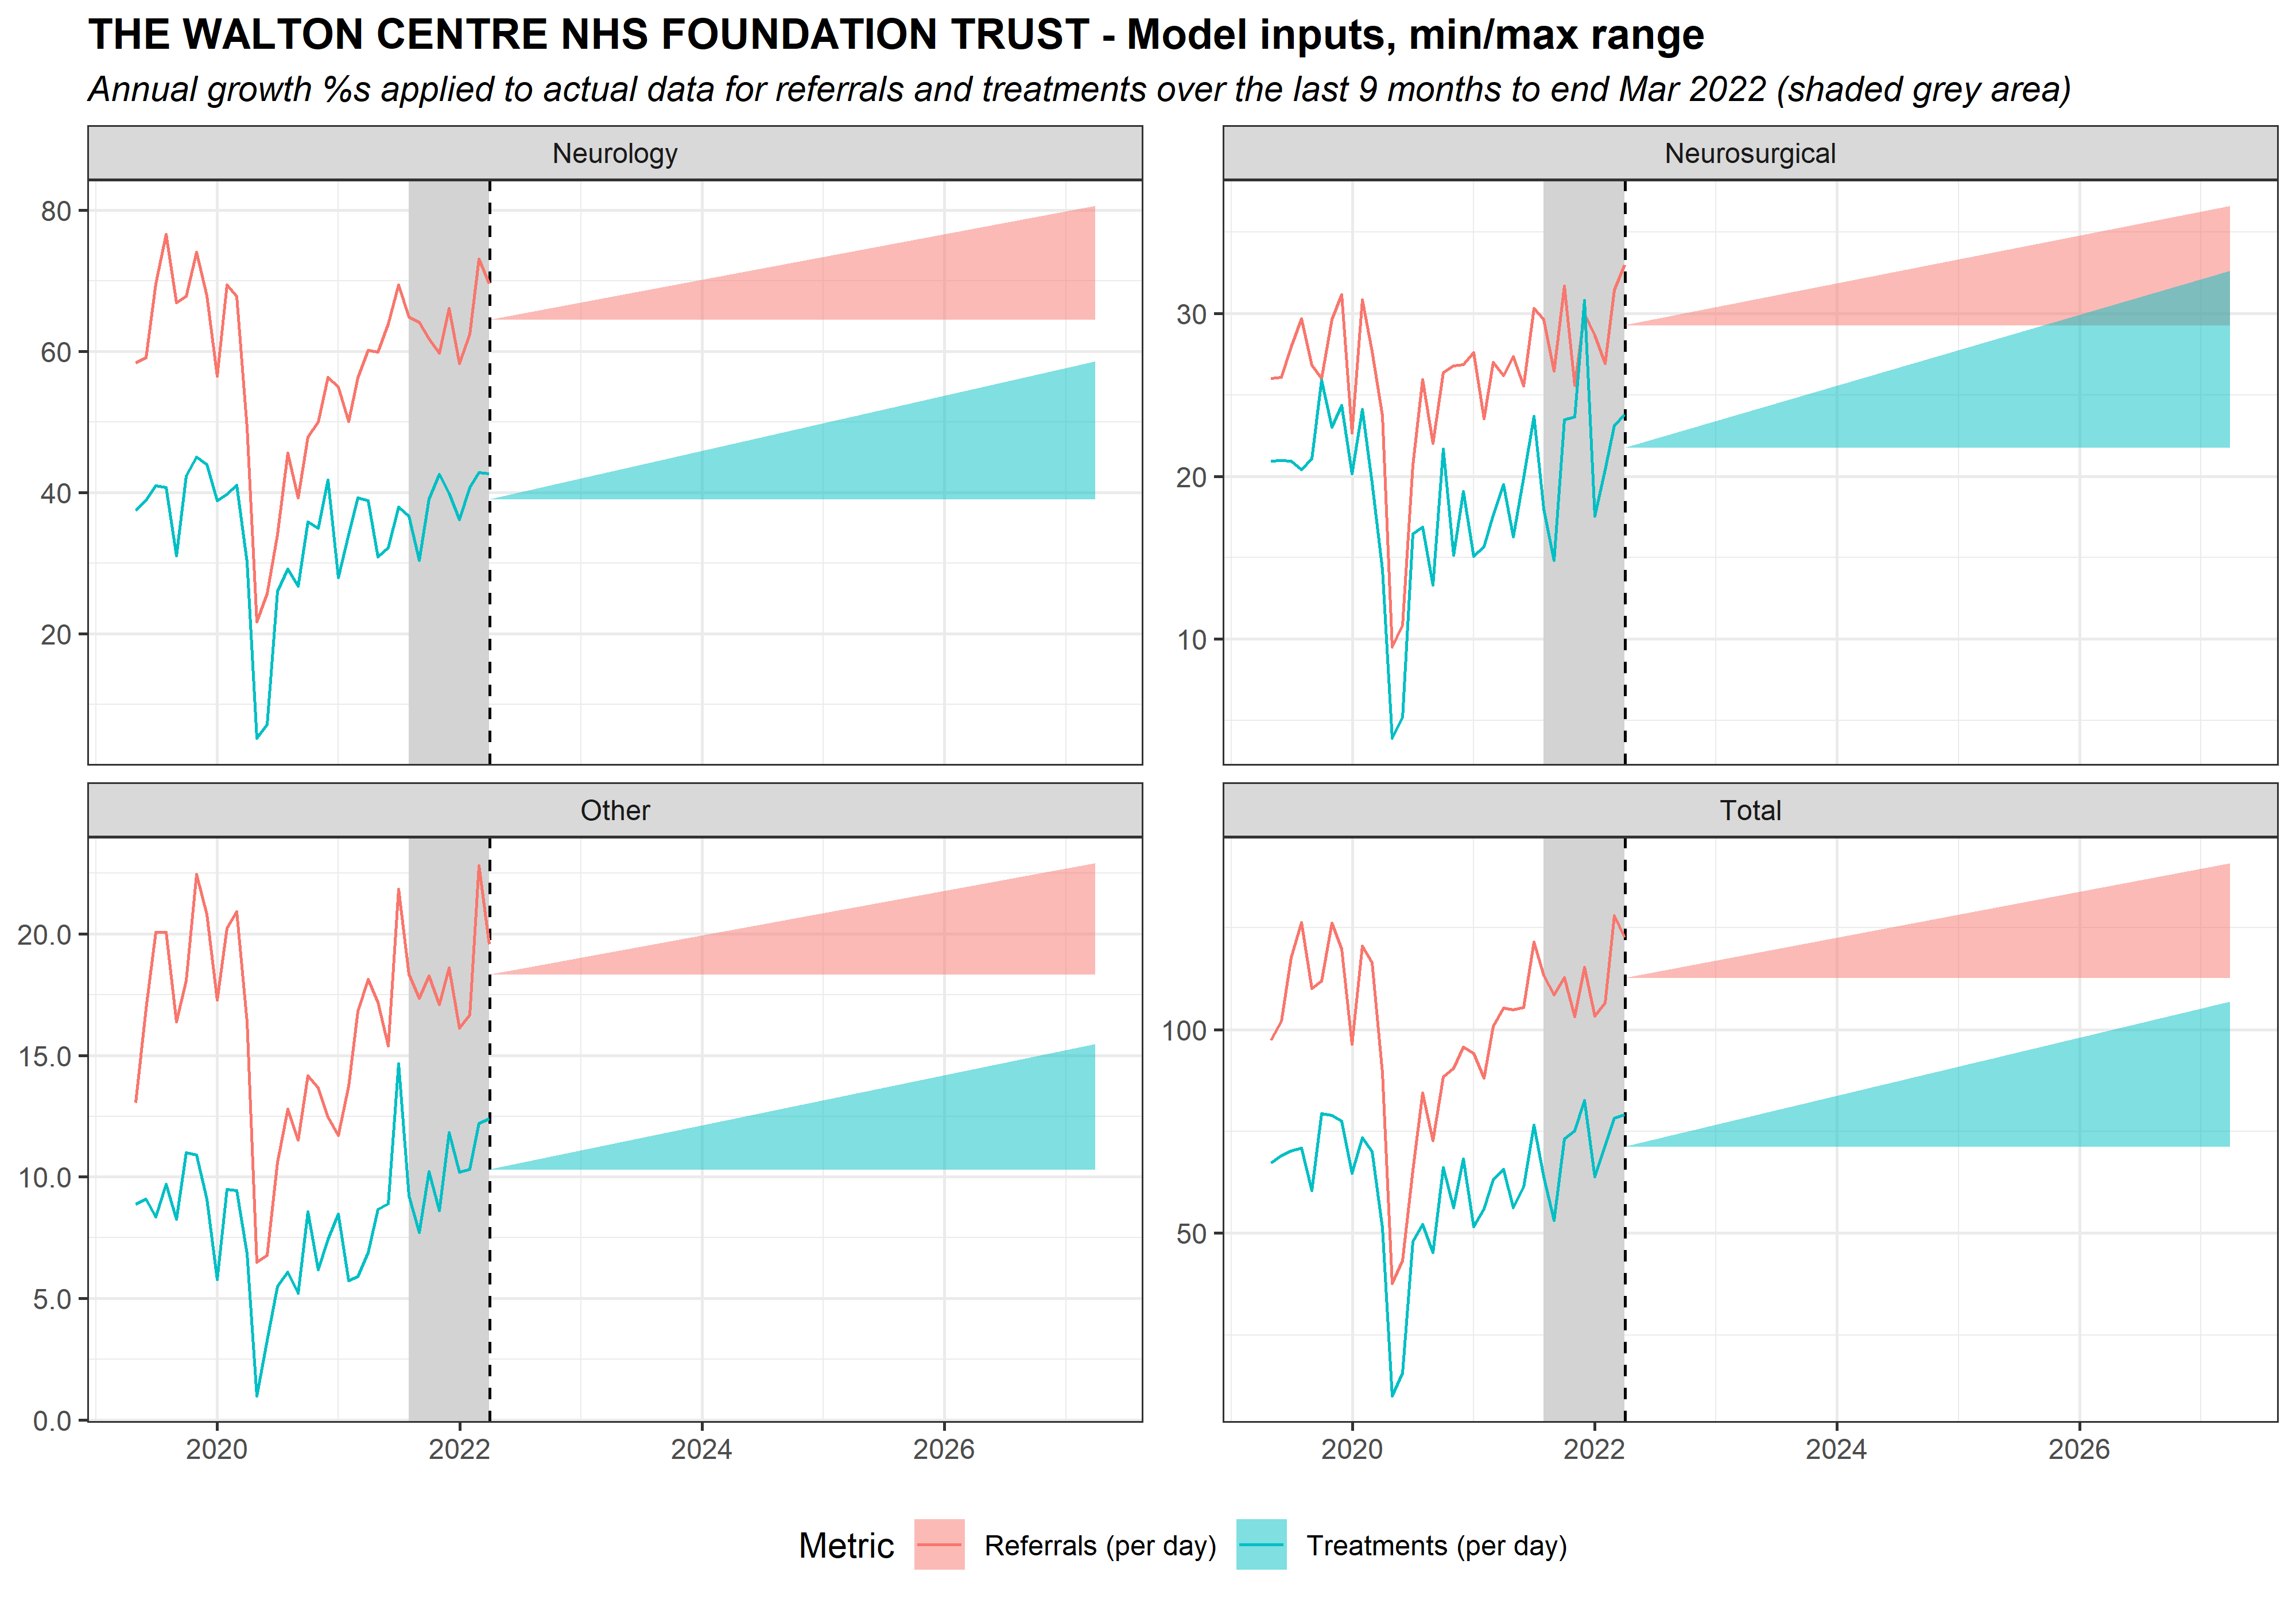 THE WALTON CENTRE NHS FOUNDATION TRUST - Model inputs, min/max range
Annual growth %s applied to actual data for referrals and treatments over the last 9 months to end Mar 2022 (shaded grey area)
Neurology
80
60
40
20
Neurosurgical
30
20
10
Other
20.0
15.0
10.0
5.0
0.0
2020 2022 2024 2026
Total
100
50
2020 2022 2024 2026
Metric Referrals (per day) Treatments (per day)